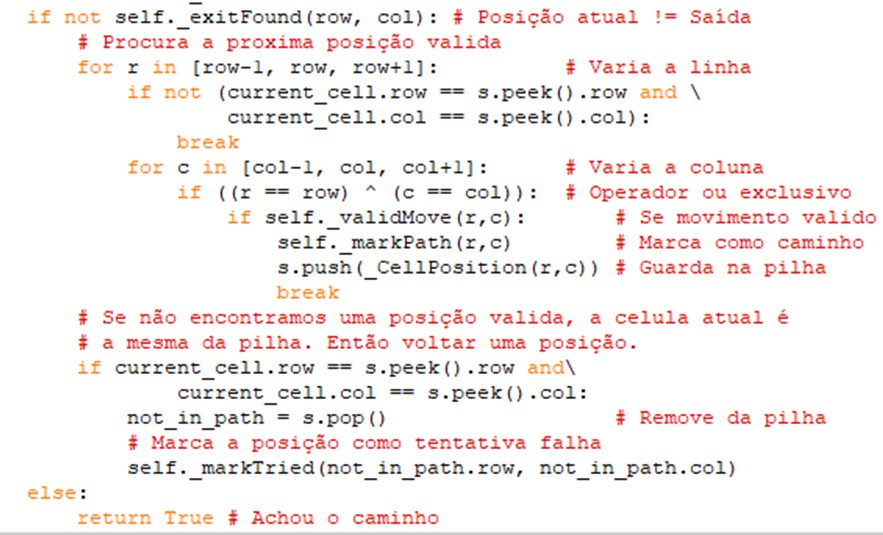 if not self._exitFound(row, col): # Posição atual != Saída
    # Procura a proxima posição valida
    for r in [row-1, row, row+1]:          # Varia a linha
        if not (current_cell.row == s.peek().row and \
                current_cell.col == s.peek().col):
            break
        for c in [col-1, col, col+1]:      # Varia a coluna
            if ((r == row) ^ (c == col)):  # Operador ou exclusivo
                if self._validMove(r,c):       # Se movimento valido
                    self._markPath(r,c)        # Marca como caminho
                    s.push(_CellPosition(r,c)) # Guarda na pilha
                    break
    # Se não encontramos uma posição valida, a celula atual é
    # a mesma da pilha. Então voltar uma posição.
    if current_cell.row == s.peek().row and\
            current_cell.col == s.peek().col:
        not_in_path = s.pop()                  # Remove da pilha
        # Marca a posição como tentativa falha
        self._markTried(not_in_path.row, not_in_path.col)
else:
    return True # Achou o caminho